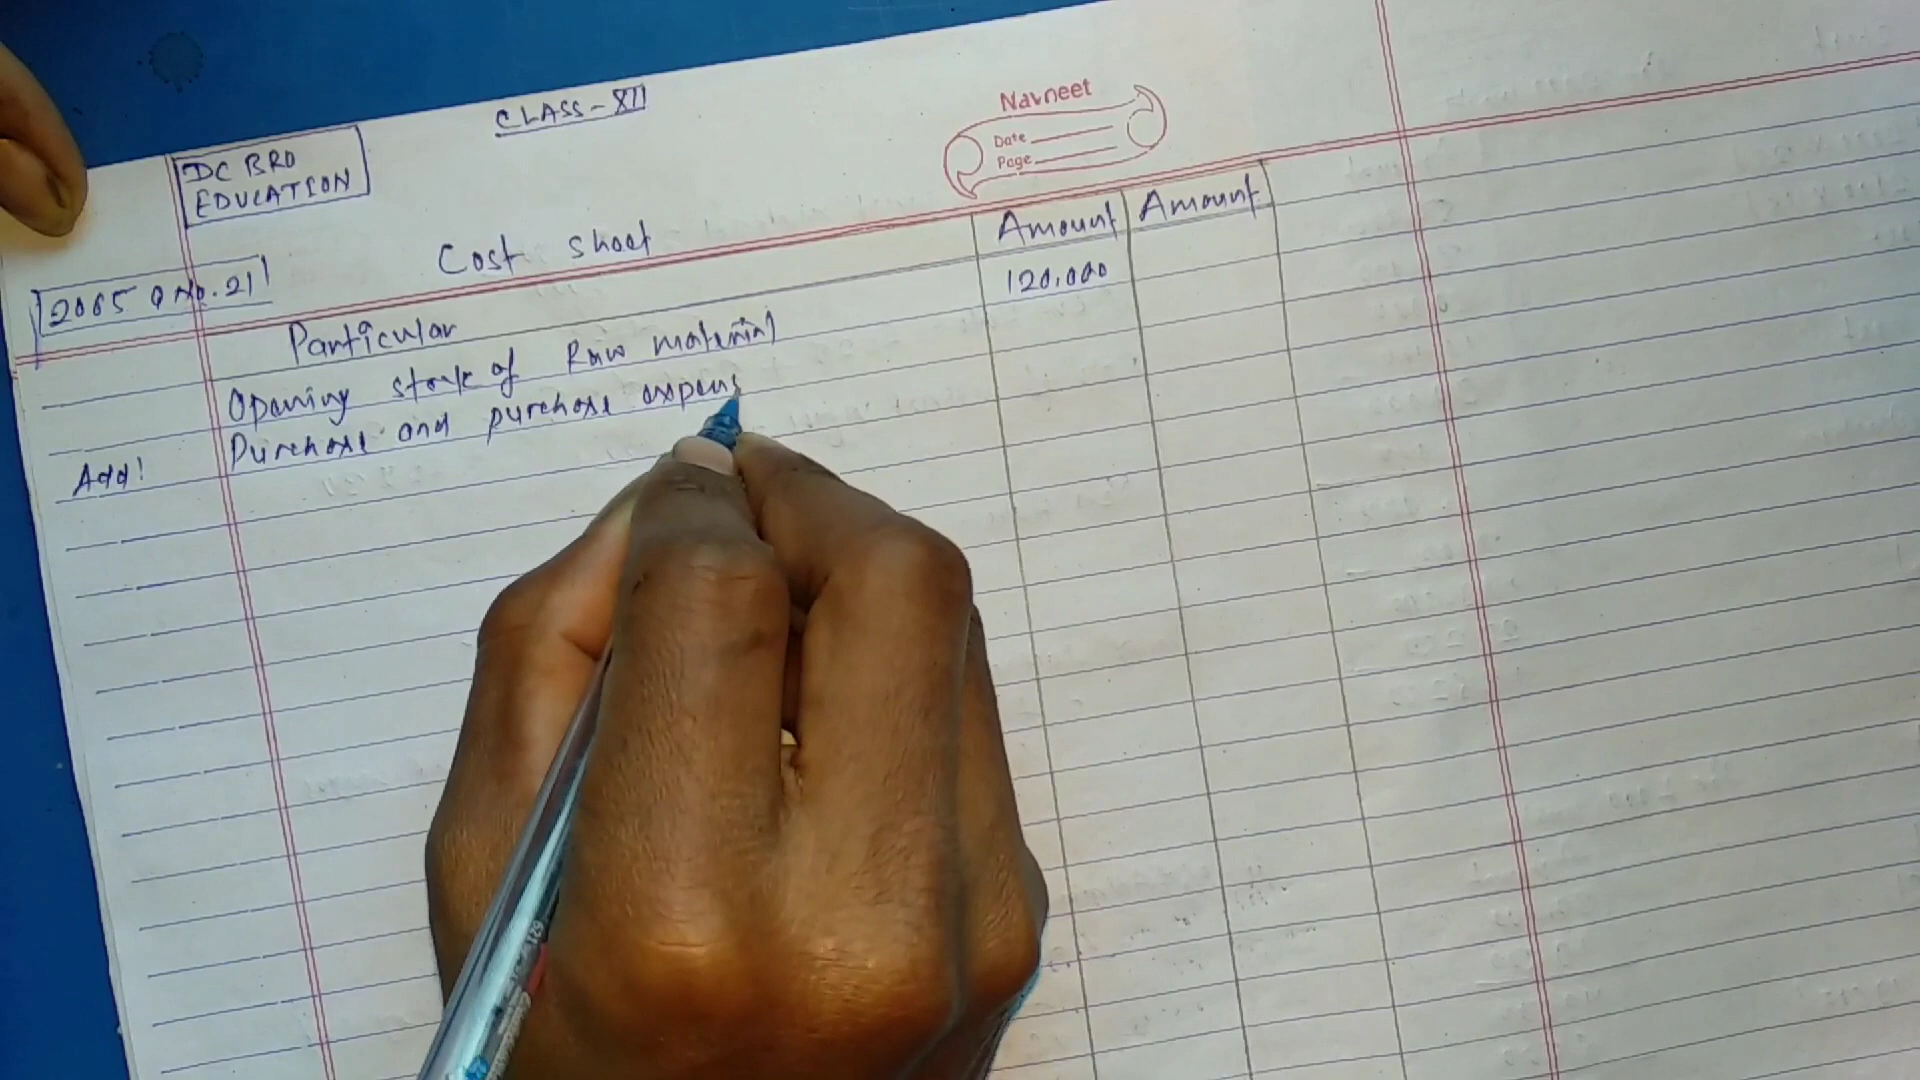 CLASS-XII
Navneet
Date
Page
DC BRO
EDUCATION
Cost sheet
Amount Amount
2065 Q No. 21
Particular
120,000
Opening stock of Raw material
Add: Purchase and purchase expens